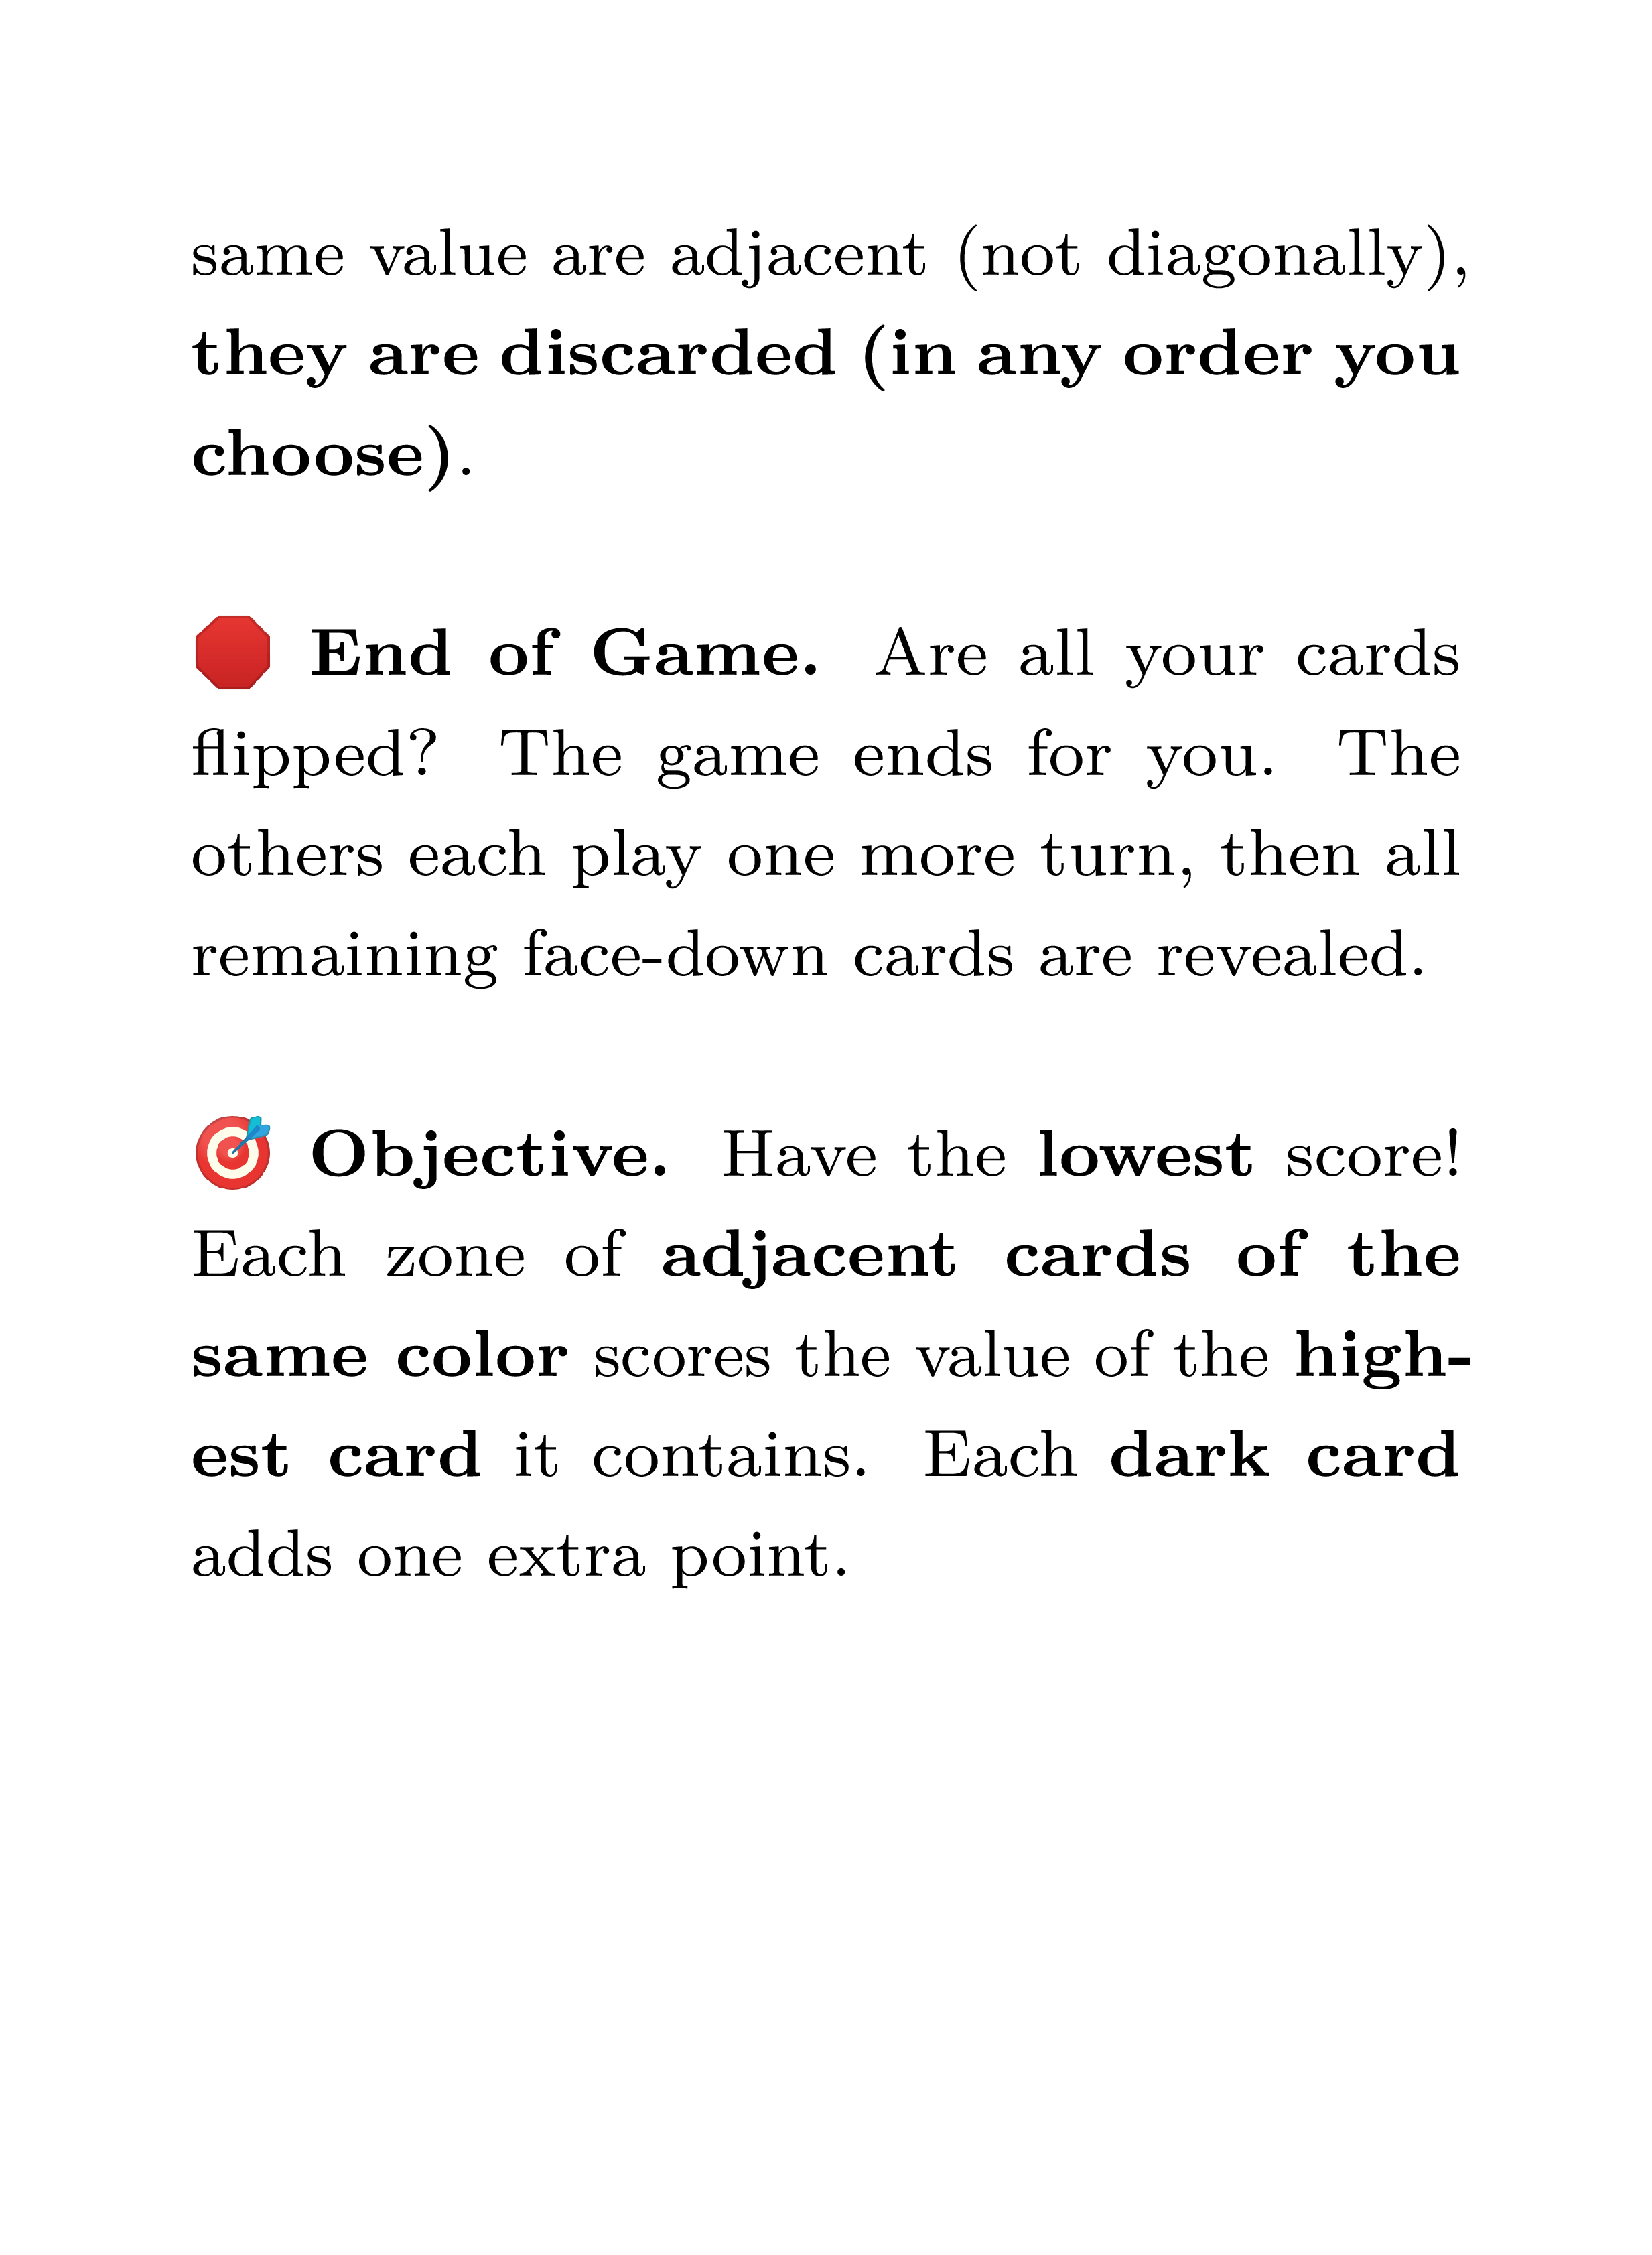 same value are adjacent (not diagonally),
they are discarded (in any order you
choose).
End of Game. Are all your cards
flipped? The game ends for you. The
others each play one more turn, then all
remaining face-down cards are revealed.
Objective. Have the lowest score!
Each zone of adjacent cards of the
same color scores the value of the high-
est card it contains. Each dark card
adds one extra point.